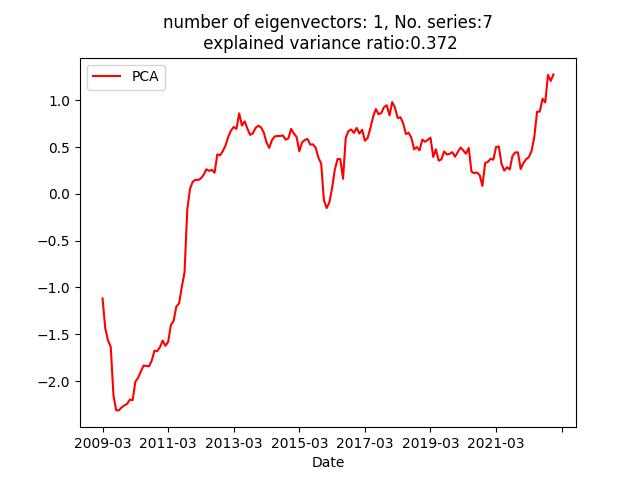 number of eigenvectors: 1, No. series:7
explained variance ratio:0.372
PCA
1.0
0.5
0.0
−0.5
−1.0
−1.5
−2.0
2009-03 2011-03 2013-03 2015-03 2017-03 2019-03 2021-03
Date